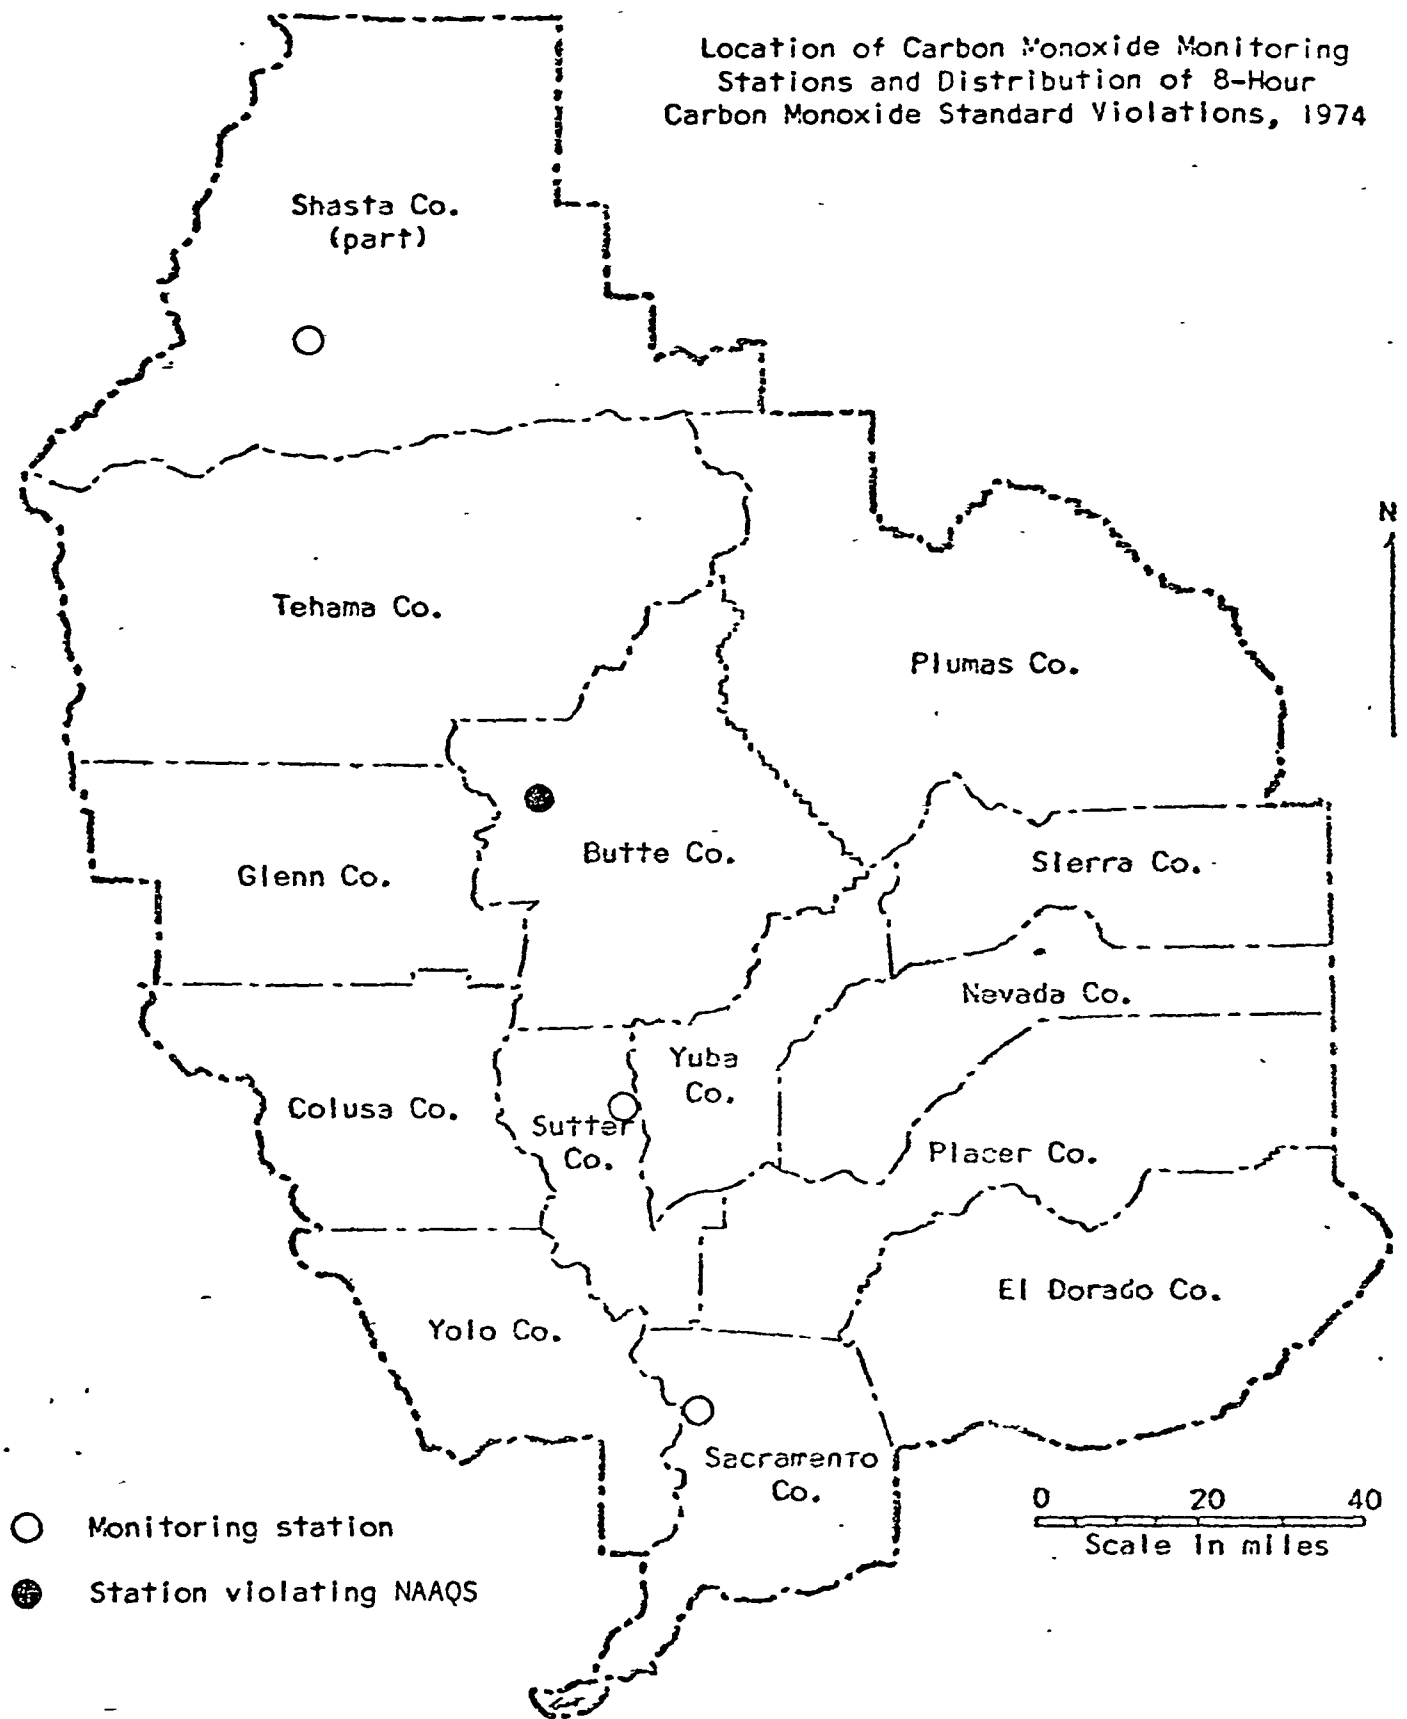 Location of Carbon Monoxide Monitoring
Stations and Distribution of 8-Hour
Carbon Monoxide Standard Violations, 1974
Shasta Co.
(part)
N
Tehama Co.
Plumas Co.
Butte Co.
Sierra Co.
Glenn Co.
Nevada Co.
Yuba
Co.
Colusa Co.
Sutter
Co.
Placer Co.
El Dorado Co.
Yolo Co.
Sacramento
Co.
0 20 40
Scale in miles
Monitoring station
Station violating NAAQS